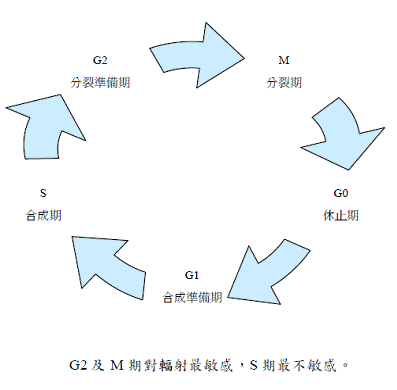 G2
分裂準備期
M
分裂期
S
合成期
G0
休止期
G1
合成準備期
G2 及 M 期對輻射最敏感，S 期最不敏感。